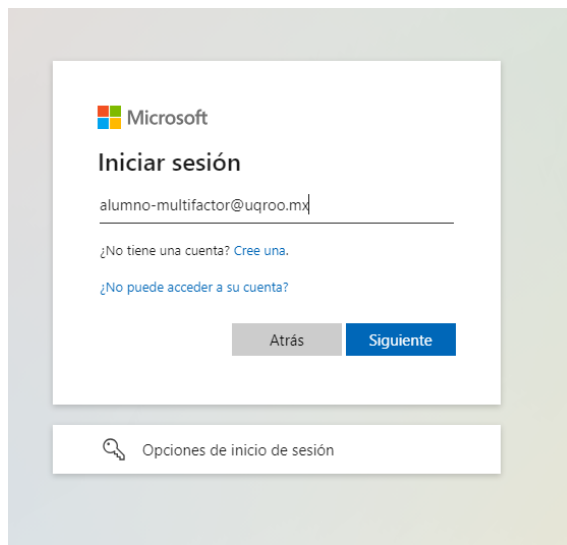 Microsoft
Iniciar sesión
alumno-multifactor@uqroo.mx
¿No tiene una cuenta? Cree una.
¿No puede acceder a su cuenta?
Atrás Siguiente
Opciones de inicio de sesión